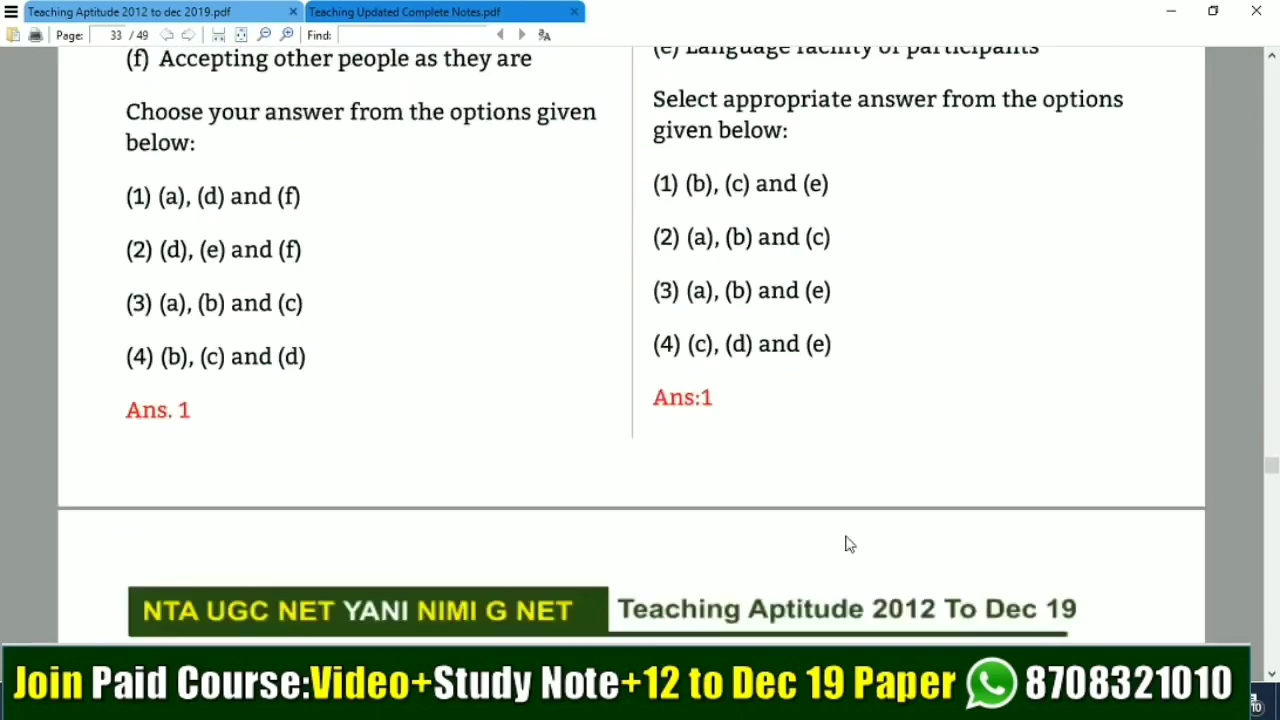 Teaching Aptitude 2012 to dec 2019.pdf
Teaching Updated Complete Notes.pdf
Page: 33 / 49 Find:
(f) Accepting other people as they are
Choose your answer from the options given
below:
(1) (a), (d) and (f)
(2) (d), (e) and (f)
(3) (a), (b) and (c)
(4) (b), (c) and (d)
Ans. 1
(e) Language facility of participants
Select appropriate answer from the options
given below:
(1) (b), (c) and (e)
(2) (a), (b) and (c)
(3) (a), (b) and (e)
(4) (c), (d) and (e)
Ans:1
NTA UGC NET YANI NIMI G NET
Teaching Aptitude 2012 To Dec 19
Join Paid Course:Video+Study Note+12 to Dec 19 Paper 8708321010